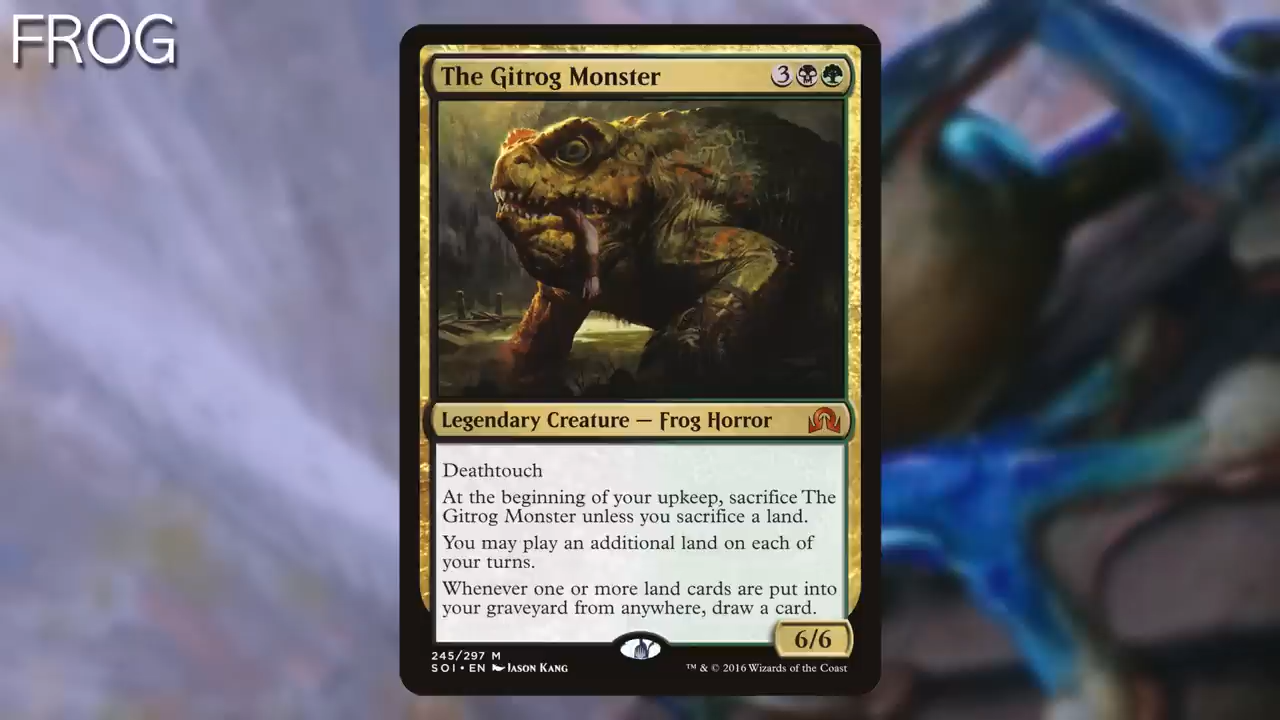 FROG
The Gitrog Monster 3
Legendary Creature — Frog Horror
Deathtouch
At the beginning of your upkeep, sacrifice The
Gitrog Monster unless you sacrifice a land.
You may play an additional land on each of
your turns.
Whenever one or more land cards are put into
your graveyard from anywhere, draw a card.
6/6
245/297 M
SOI • EN JASON KANG
™ & © 2016 Wizards of the Coast